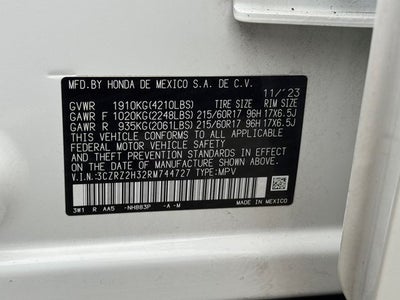 MFD. BY HONDA DE MEXICO S.A. DE C.V.
11/'23
GVWR 1910KG(4210LBS) TIRE SIZE RIM SIZE
GAWR F 1020KG(2248LBS) 215/60R17 96H 17X6.5J
GAWR R 935KG(2061LBS) 215/60R17 96H 17X6.5J
THIS VEHICLE CONFORMS TO ALL APPLICABLE
FEDERAL MOTOR VEHICLE SAFETY AND THEFT
PREVENTION STANDARDS IN EFFECT ON THE DATE OF
MANUFACTURE SHOWN ABOVE.
V.I.N.:3CZRZ2H32RM744727 TYPE:MPV
3W1 R AA5 -NH883P -A -M
MADE IN MEXICO